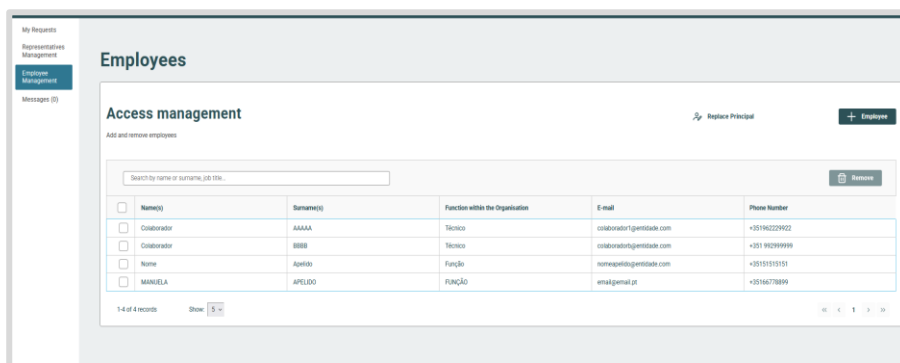 My Requests
Representatives
Management
Employee
Management
Messages (0)
Employees
Access management
Replace Principal
+ Employee
Add and remove employees
Search by name or surname, job title...
Remove
Name(s) Surname(s) Function within the Organisation E-mail Phone Number
Colaborador AAAAA Técnico colaborador1@entidade.com +351962229922
Colaborador BBBB Técnico colaboradorb@entidade.com +351 992999999
Nome Apelido Função nomeapelido@entidade.com +35151515151
MANUELA APELIDO FUNÇÃO email@email.pt +35166778899
1-4 of 4 records Show: 5
« < 1 > »